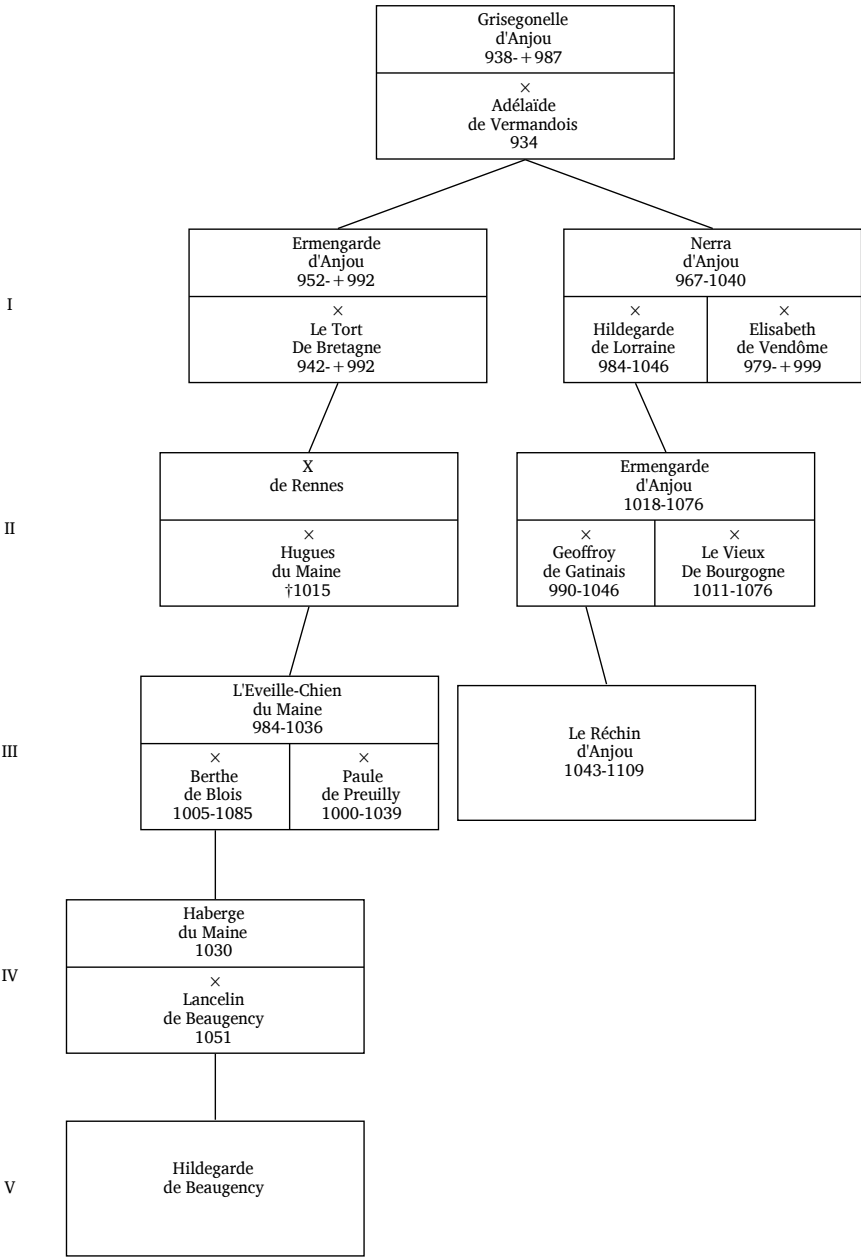 Grisegonelle
d'Anjou
938-+987
×
Adélaïde
de Vermandois
934
I
Ermengarde
d'Anjou
952-+992
×
Le Tort
De Bretagne
942-+992
Nerra
d'Anjou
967-1040
×
Hildegarde
de Lorraine
984-1046
×
Elisabeth
de Vendôme
979-+999
II
X
de Rennes
×
Hugues
du Maine
†1015
Ermengarde
d'Anjou
1018-1076
×
Geoffroy
de Gatinais
990-1046
×
Le Vieux
De Bourgogne
1011-1076
III
L'Eveille-Chien
du Maine
984-1036
×
Berthe
de Blois
1005-1085
×
Paule
de Preuilly
1000-1039
Le Réchin
d'Anjou
1043-1109
IV
Haberge
du Maine
1030
×
Lancelin
de Beaugency
1051
V
Hildegarde
de Beaugency